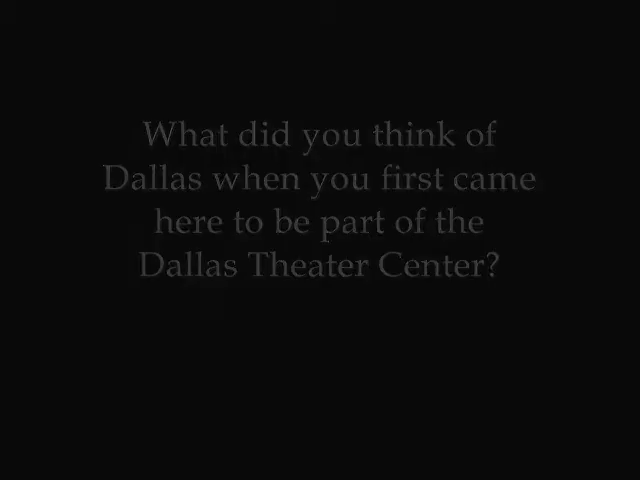 What did you think of
Dallas when you first came
here to be part of the
Dallas Theater Center?